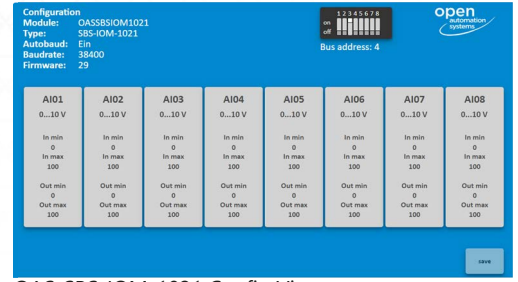 Configuration
Module: OASSBSIOM1021
Type: SBS-IOM-1021
Autobaud: Ein
Baudrate: 38400
Firmware: 29
1 2 3 4 5 6 7 8
on
off
Bus address: 4
open
automation
systems
AI01 AI02 AI03 AI04 AI05 AI06 AI07 AI08
0...10 V 0...10 V 0...10 V 0...10 V 0...10 V 0...10 V 0...10 V 0...10 V
In min In min In min In min In min In min In min In min
0 0 0 0 0 0 0 0
In max In max In max In max In max In max In max In max
100 100 100 100 100 100 100 100
Out min Out min Out min Out min Out min Out min Out min Out min
0 0 0 0 0 0 0 0
Out max Out max Out max Out max Out max Out max Out max Out max
100 100 100 100 100 100 100 100
save